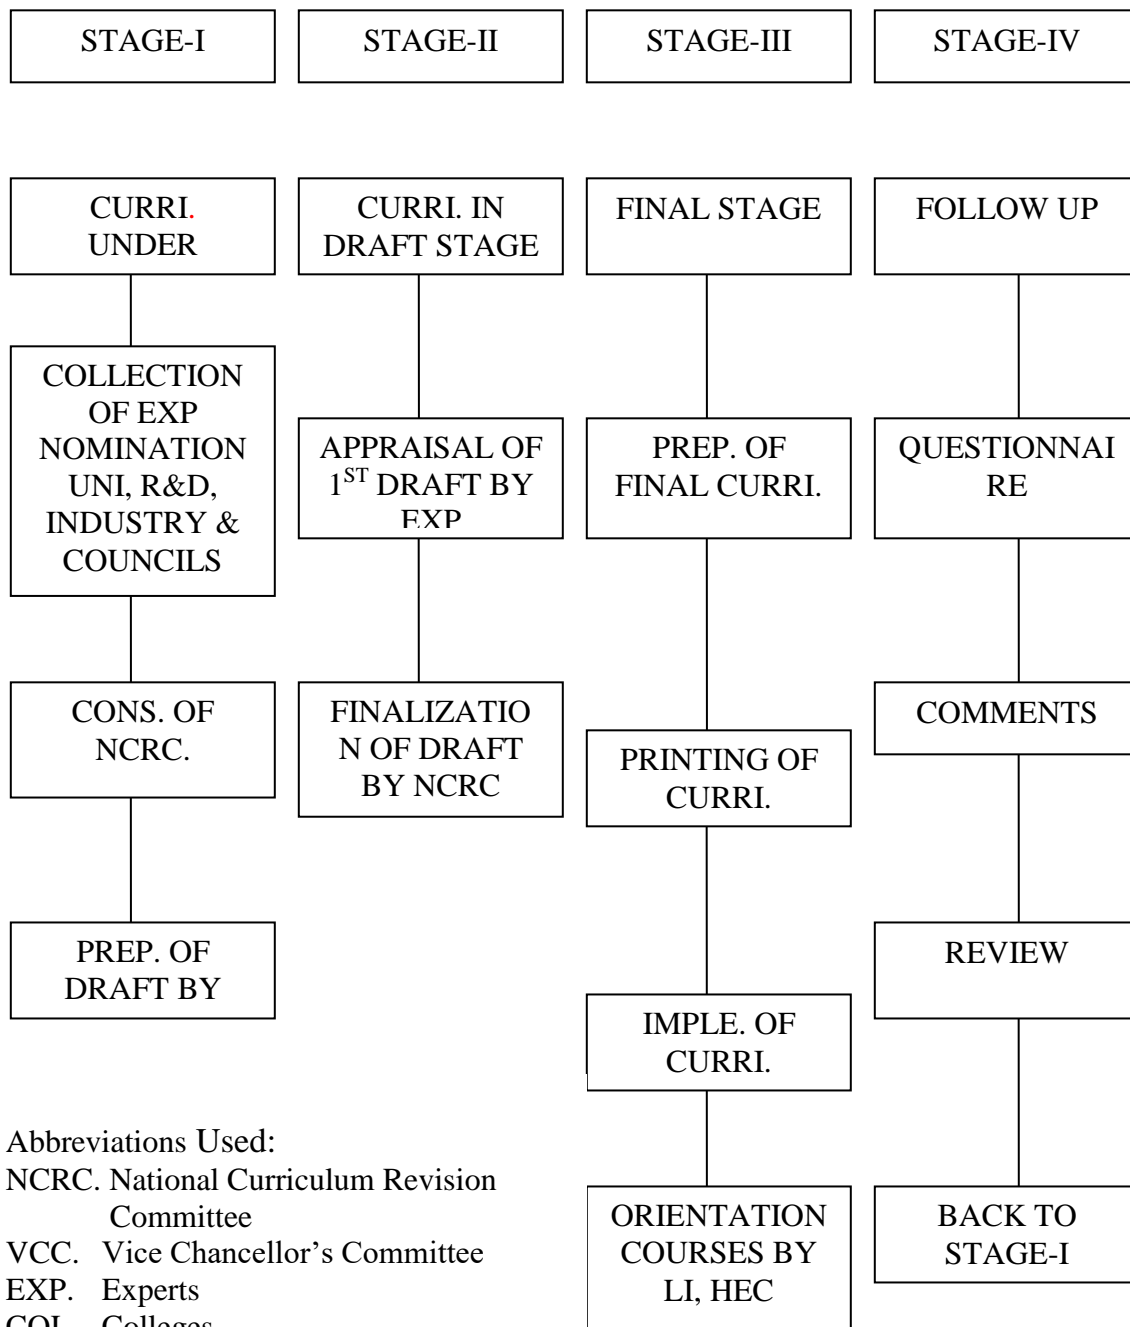 STAGE-I
STAGE-II
STAGE-III
STAGE-IV
CURRI.
UNDER
COLLECTION
OF EXP
NOMINATION
UNI, R&D,
INDUSTRY &
COUNCILS
CONS. OF
NCRC.
PREP. OF
DRAFT BY
CURRI. IN
DRAFT STAGE
APPRAISAL OF
1ST DRAFT BY
EXP
FINALIZATIO
N OF DRAFT
BY NCRC
FINAL STAGE
PREP. OF
FINAL CURRI.
PRINTING OF
CURRI.
IMPLE. OF
CURRI.
ORIENTATION
COURSES BY
LI, HEC
FOLLOW UP
QUESTIONNAI
RE
COMMENTS
REVIEW
BACK TO
STAGE-I
Abbreviations Used:
NCRC. National Curriculum Revision
Committee
VCC. Vice Chancellor’s Committee
EXP. Experts
COL. Colleges